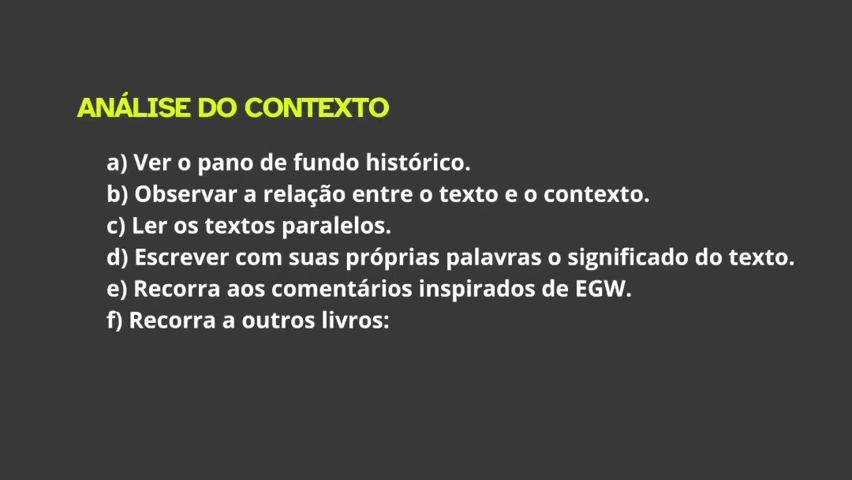 ANÁLISE DO CONTEXTO
a) Ver o pano de fundo histórico.
b) Observar a relação entre o texto e o contexto.
c) Ler os textos paralelos.
d) Escrever com suas próprias palavras o significado do texto.
e) Recorra aos comentários inspirados de EGW.
f) Recorra a outros livros: